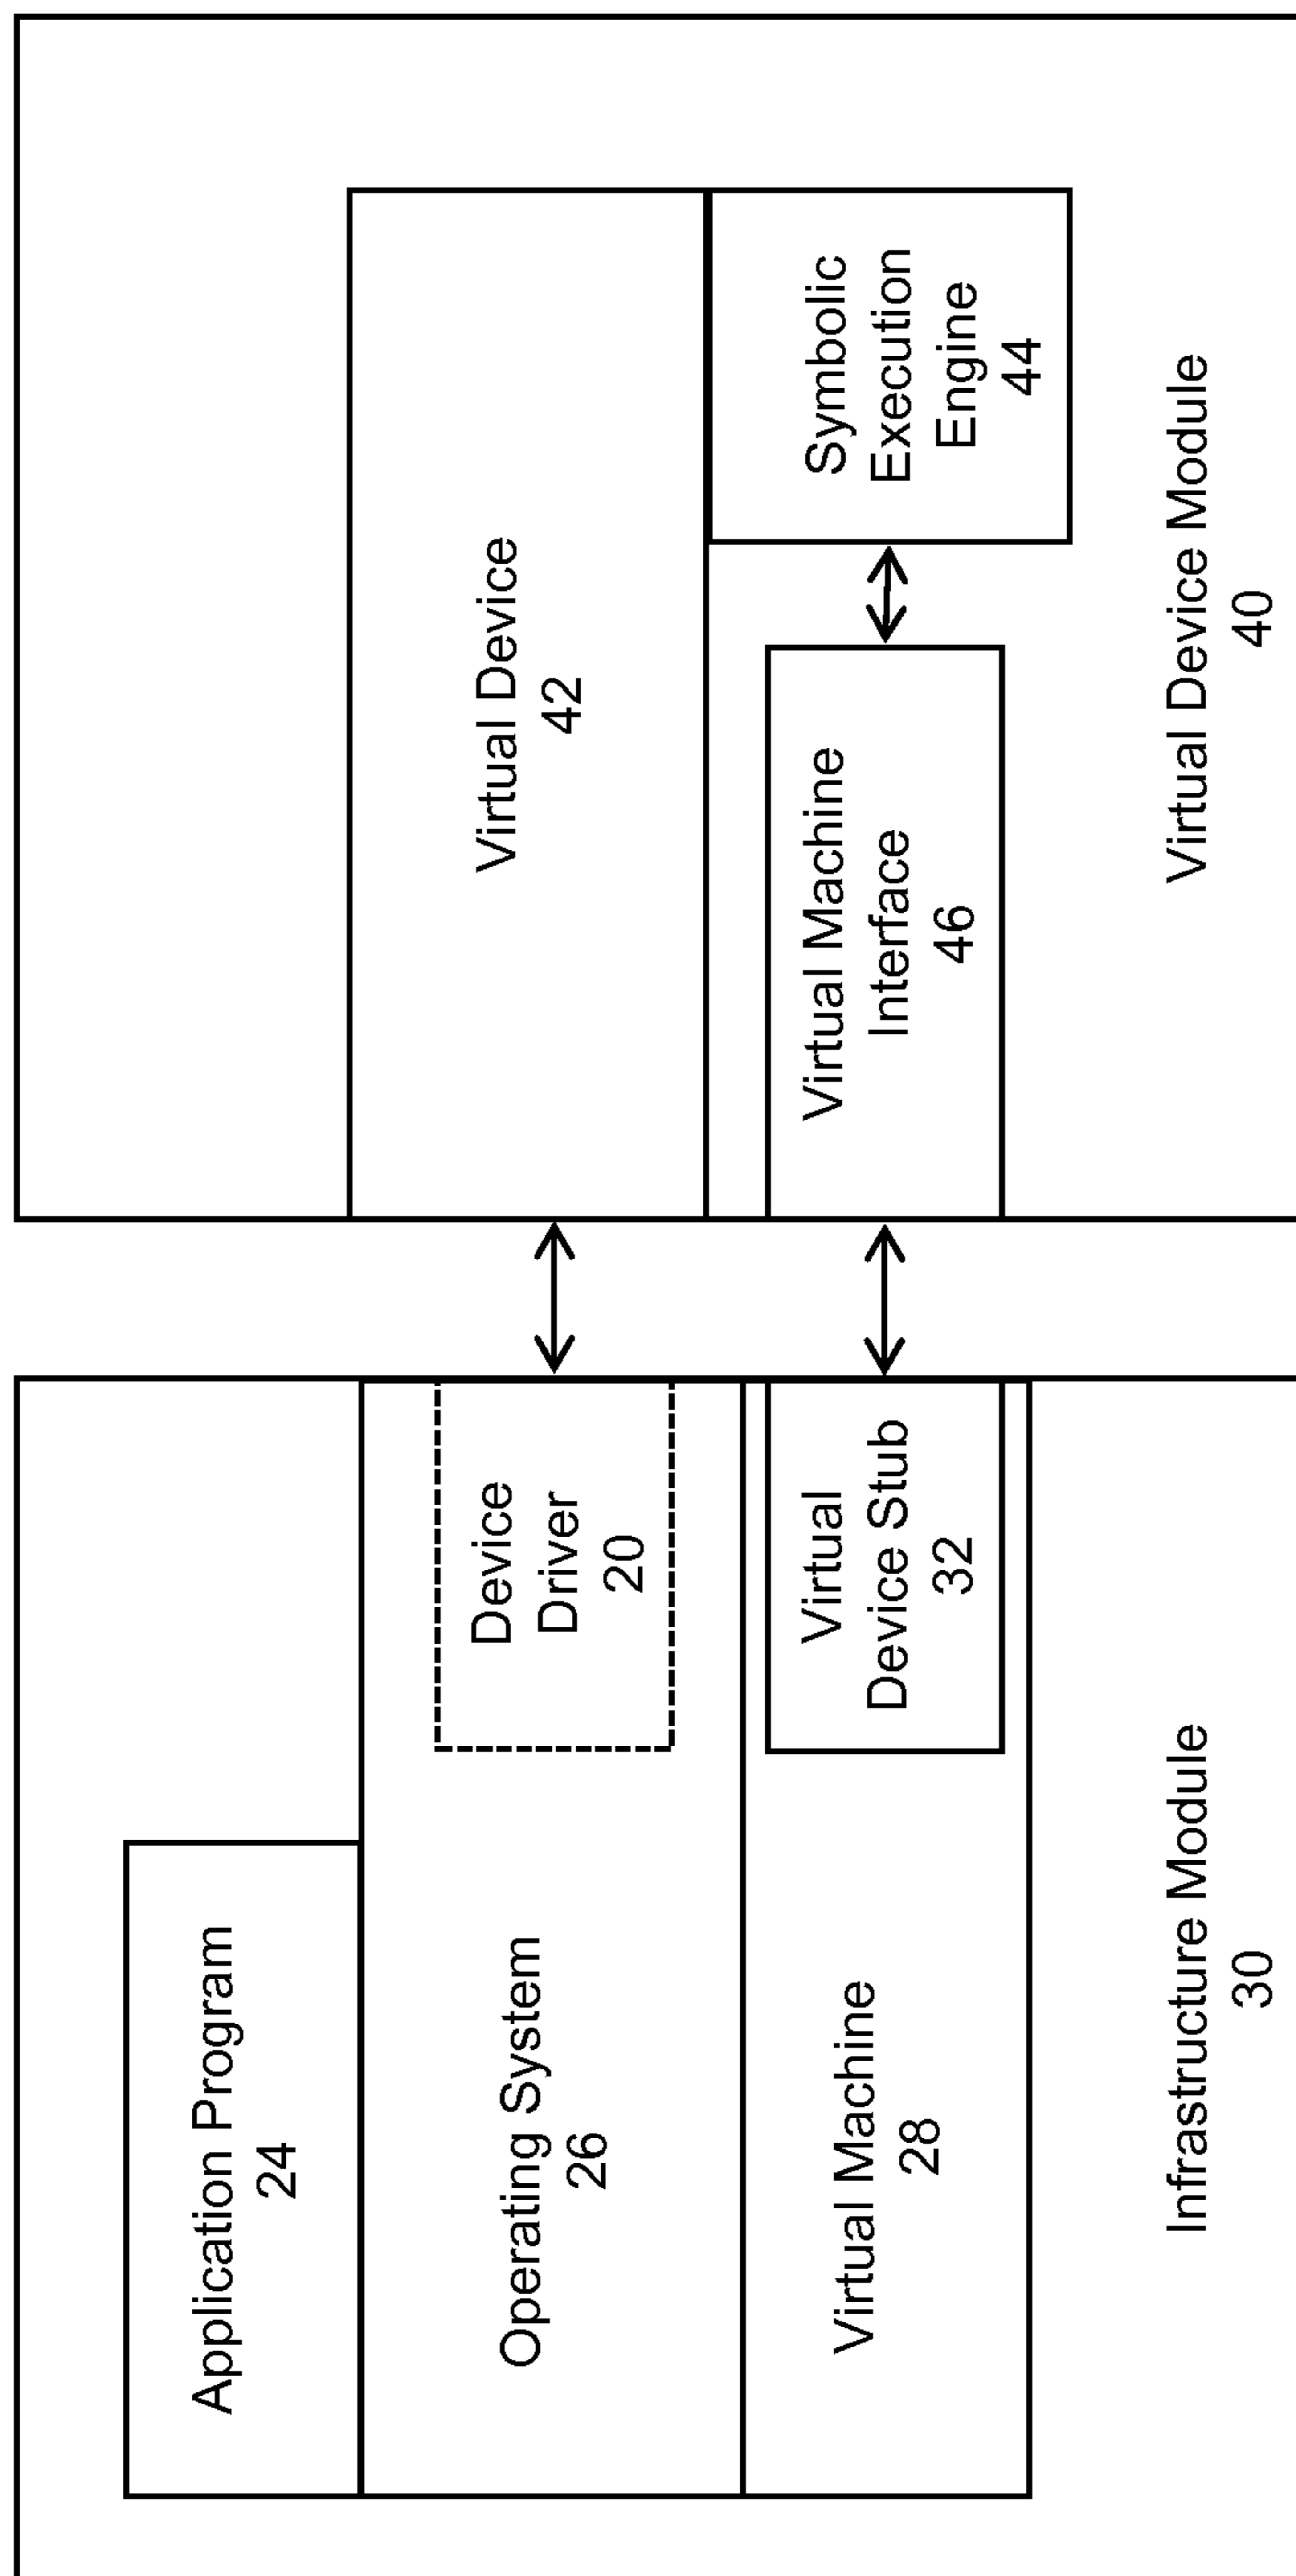 Application Program
24
Operating System
26
Device
Driver
20
Virtual Machine
28
Virtual
Device Stub
32
Infrastructure Module
30
Virtual Device
42
Virtual Machine
Interface
46
Symbolic
Execution
Engine
44
Virtual Device Module
40